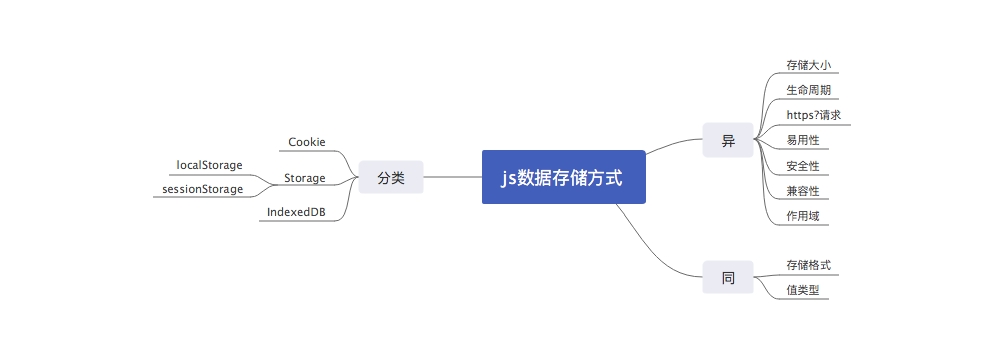 js数据存储方式
分类
Cookie
Storage
localStorage
sessionStorage
IndexedDB
异
存储大小
生命周期
https?请求
易用性
安全性
兼容性
作用域
同
存储格式
值类型